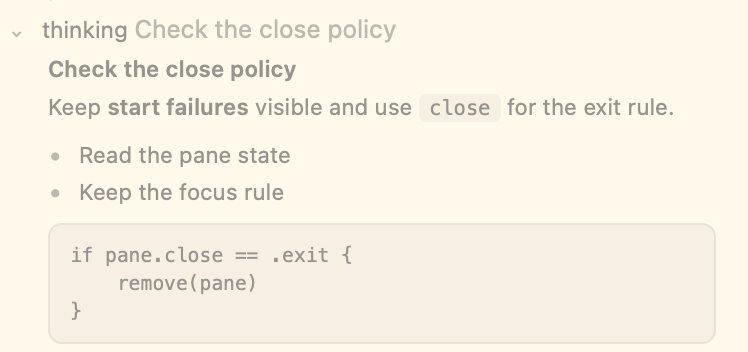 thinking Check the close policy
Check the close policy
Keep start failures visible and use close for the exit rule.
• Read the pane state
• Keep the focus rule
if pane.close == .exit {
    remove(pane)
}